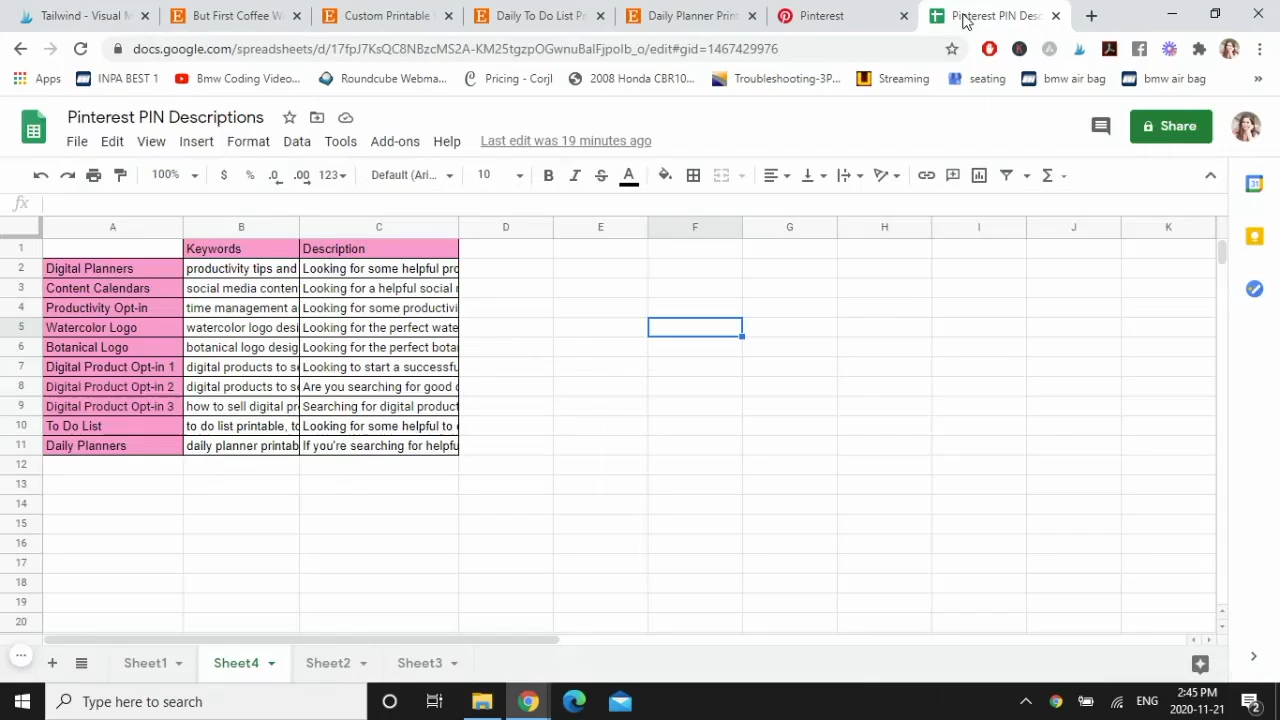 Tailwind - Visual M
But First Coffee W
Custom Printable
Daily To Do List Pr
Daily Planner Prin
Pinterest
Pinterest PIN Desc
docs.google.com/spreadsheets/d/17fpJ7KsQC8NBzcMS2A-KM25tgzpOGwnuBalFjpoIb_o/edit#gid=1467429976
Apps
INPA BEST 1
Bmw Coding Video...
Roundcube Webma...
Pricing - Corjl
2008 Honda CBR10...
Troubleshooting-3P...
Streaming
seating
bmw air bag
bmw air bag
»
Pinterest PIN Descriptions
Share
File Edit View Insert Format Data Tools Add-ons Help Last edit was 19 minutes ago
100% $ % .0 .00 123 Default (Ari... 10 B I S A Σ
fx
A B C D E F G H I J K
1 Keywords Description
2 Digital Planners productivity tips and Looking for some helpful pro
3 Content Calendars social media conten Looking for a helpful social
4 Productivity Opt-in time management a Looking for some productivi
5 Watercolor Logo watercolor logo desi Looking for the perfect wate
6 Botanical Logo botanical logo desig Looking for the perfect bota
7 Digital Product Opt-in 1 digital products to se Looking to start a successfu
8 Digital Product Opt-in 2 digital products to se Are you searching for good
9 Digital Product Opt-in 3 how to sell digital pr Searching for digital product
10 To Do List to do list printable, to Looking for some helpful to
11 Daily Planners daily planner printab If you're searching for helpfu
12
13
14
15
16
17
18
19
20
Sheet1 Sheet4 Sheet2 Sheet3
Type here to search
ENG
2:45 PM
2020-11-21
2